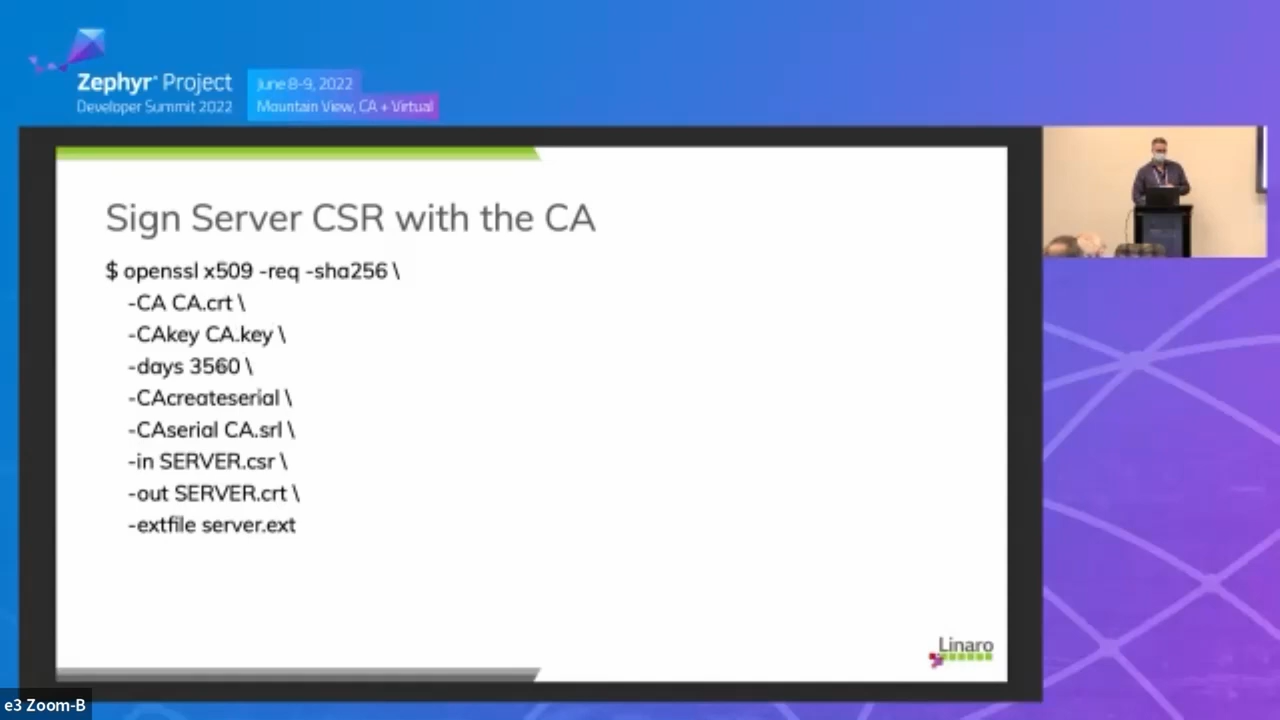 Zephyr® Project
Developer Summit 2022
June 8-9, 2022
Mountain View, CA + Virtual
Sign Server CSR with the CA
$ openssl x509 -req -sha256 \
-CA CA.crt \
-CAkey CA.key \
-days 3560 \
-CAcreateserial \
-CAserial CA.srl \
-in SERVER.csr \
-out SERVER.crt \
-extfile server.ext
Linaro
e3 Zoom-B